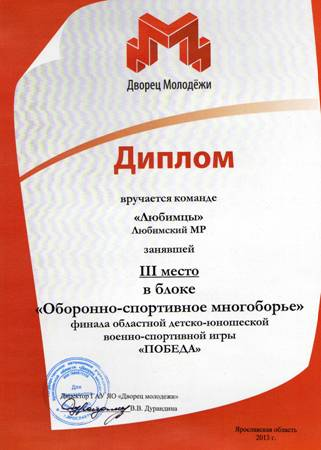 Дворец Молодёжи
Диплом
вручается команде
«Любимцы»
Любимский МР
занявшей
III место
в блоке
«Оборонно-спортивное многоборье»
финала областной детско-юношеской
военно-спортивной игры
«ПОБЕДА»
Для
Директор ГАУ ЯО «Дворец молодежи»
В.В. Дурандина
Ярославская область
2013 г.